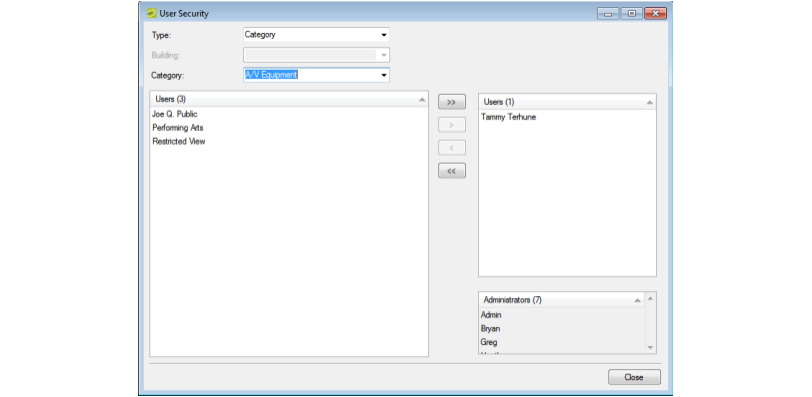 User Security
Type:
Category
Building:
Category:
A/V Equipment
Users (3)
Joe Q. Public
Performing Arts
Restricted View
>>
>
<
<<
Users (1)
Tammy Terhune
Administrators (7)
Admin
Bryan
Greg
Close